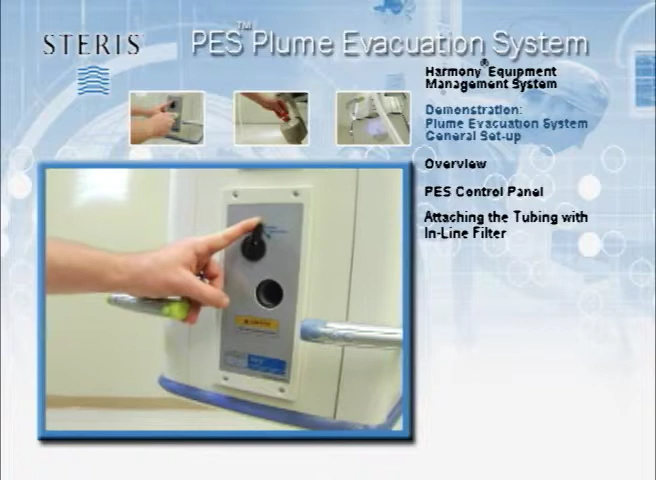 STERIS
PES™ Plume Evacuation System
Harmony® Equipment
Management System
Demonstration:
Plume Evacuation System
General Set-up
Overview
PES Control Panel
Attaching the Tubing with
In-Line Filter